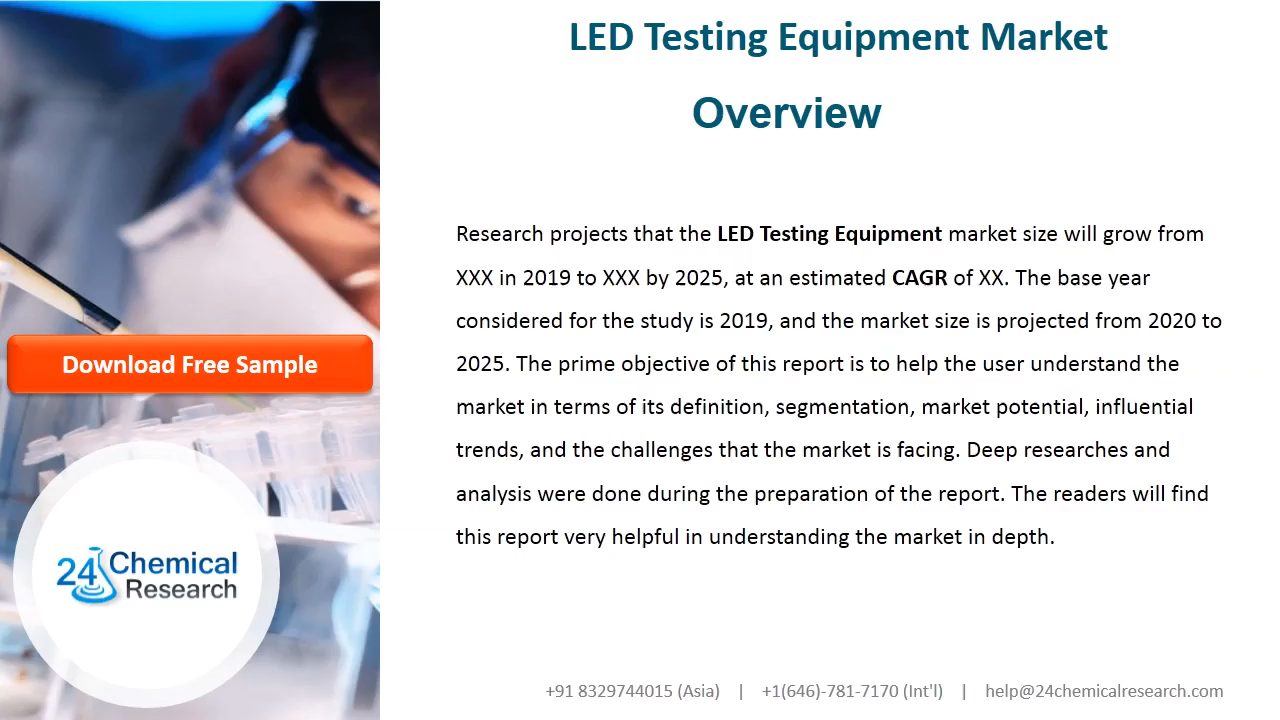 LED Testing Equipment Market
Overview
Research projects that the LED Testing Equipment market size will grow from
XXX in 2019 to XXX by 2025, at an estimated CAGR of XX. The base year
considered for the study is 2019, and the market size is projected from 2020 to
2025. The prime objective of this report is to help the user understand the
market in terms of its definition, segmentation, market potential, influential
trends, and the challenges that the market is facing. Deep researches and
analysis were done during the preparation of the report. The readers will find
this report very helpful in understanding the market in depth.
Download Free Sample
24 Chemical
Research
+91 8329744015 (Asia) | +1(646)-781-7170 (Int'l) | help@24chemicalresearch.com